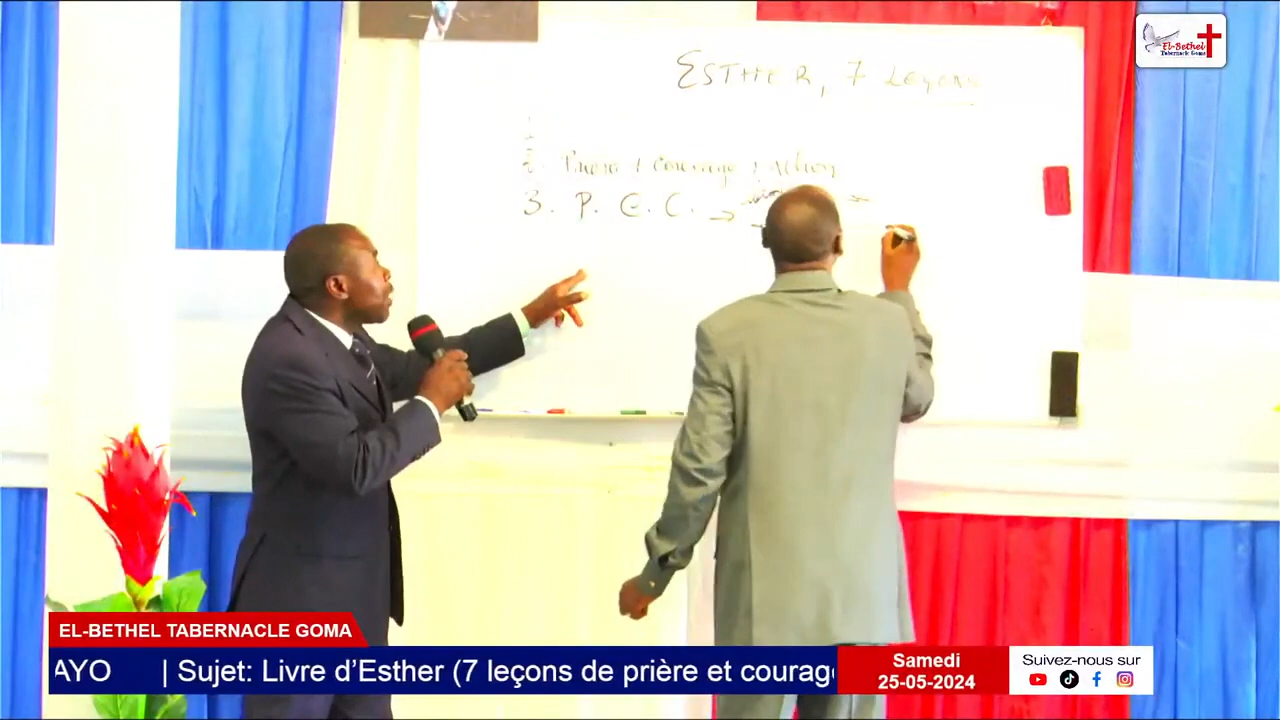 El-Bethel
Tabernacle Goma
ESTHER, 7 LEÇONS
1
2. Prière / Courage / Action
3. P. C. C. →
EL-BETHEL TABERNACLE GOMA
AYO | Sujet: Livre d’Esther (7 leçons de prière et courage
Samedi
25-05-2024
Suivez-nous sur